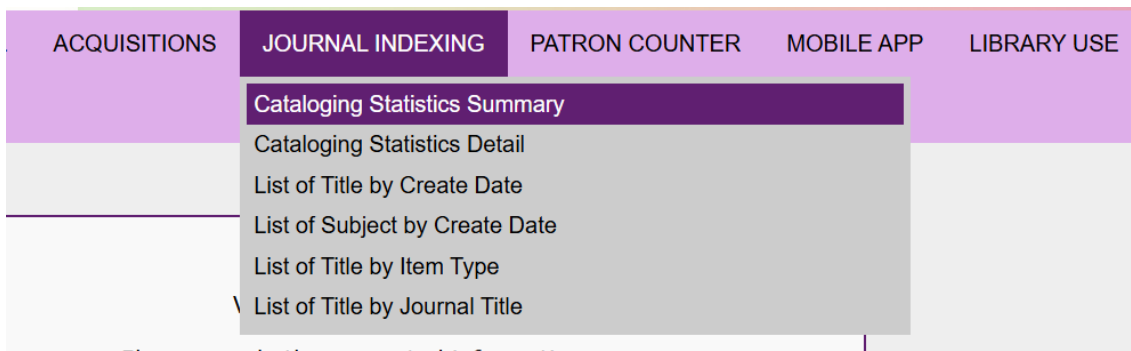 ACQUISITIONS JOURNAL INDEXING PATRON COUNTER MOBILE APP LIBRARY USE
Cataloging Statistics Summary
Cataloging Statistics Detail
List of Title by Create Date
List of Subject by Create Date
List of Title by Item Type
List of Title by Journal Title